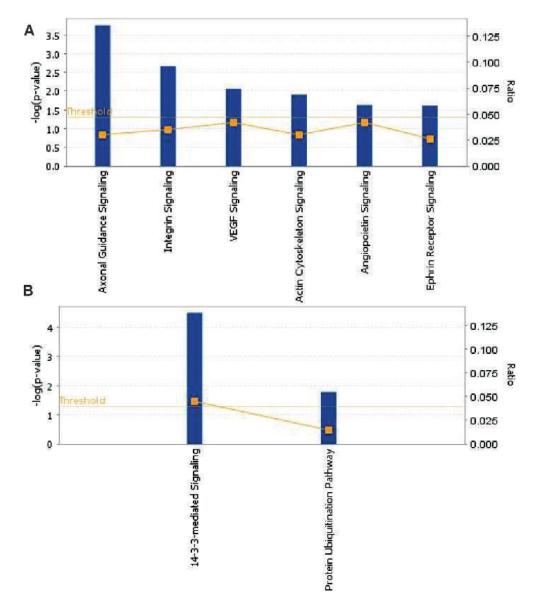 A
3.5
3.0
2.5
2.0
1.5
1.0
0.5
0.0
-log(p-value)
Threshold
0.125
0.100
0.075
0.050
0.025
0.000
Ratio
Axonal Guidance Signaling
Integrin Signaling
VEGF Signaling
Actin Cytoskeleton Signaling
Angiopoietin Signaling
Ephrin Receptor Signaling
B
4
3
2
1
0
-log(p-value)
Threshold
0.125
0.100
0.075
0.050
0.025
0.000
Ratio
14-3-3-mediated Signaling
Protein Ubiquitination Pathway